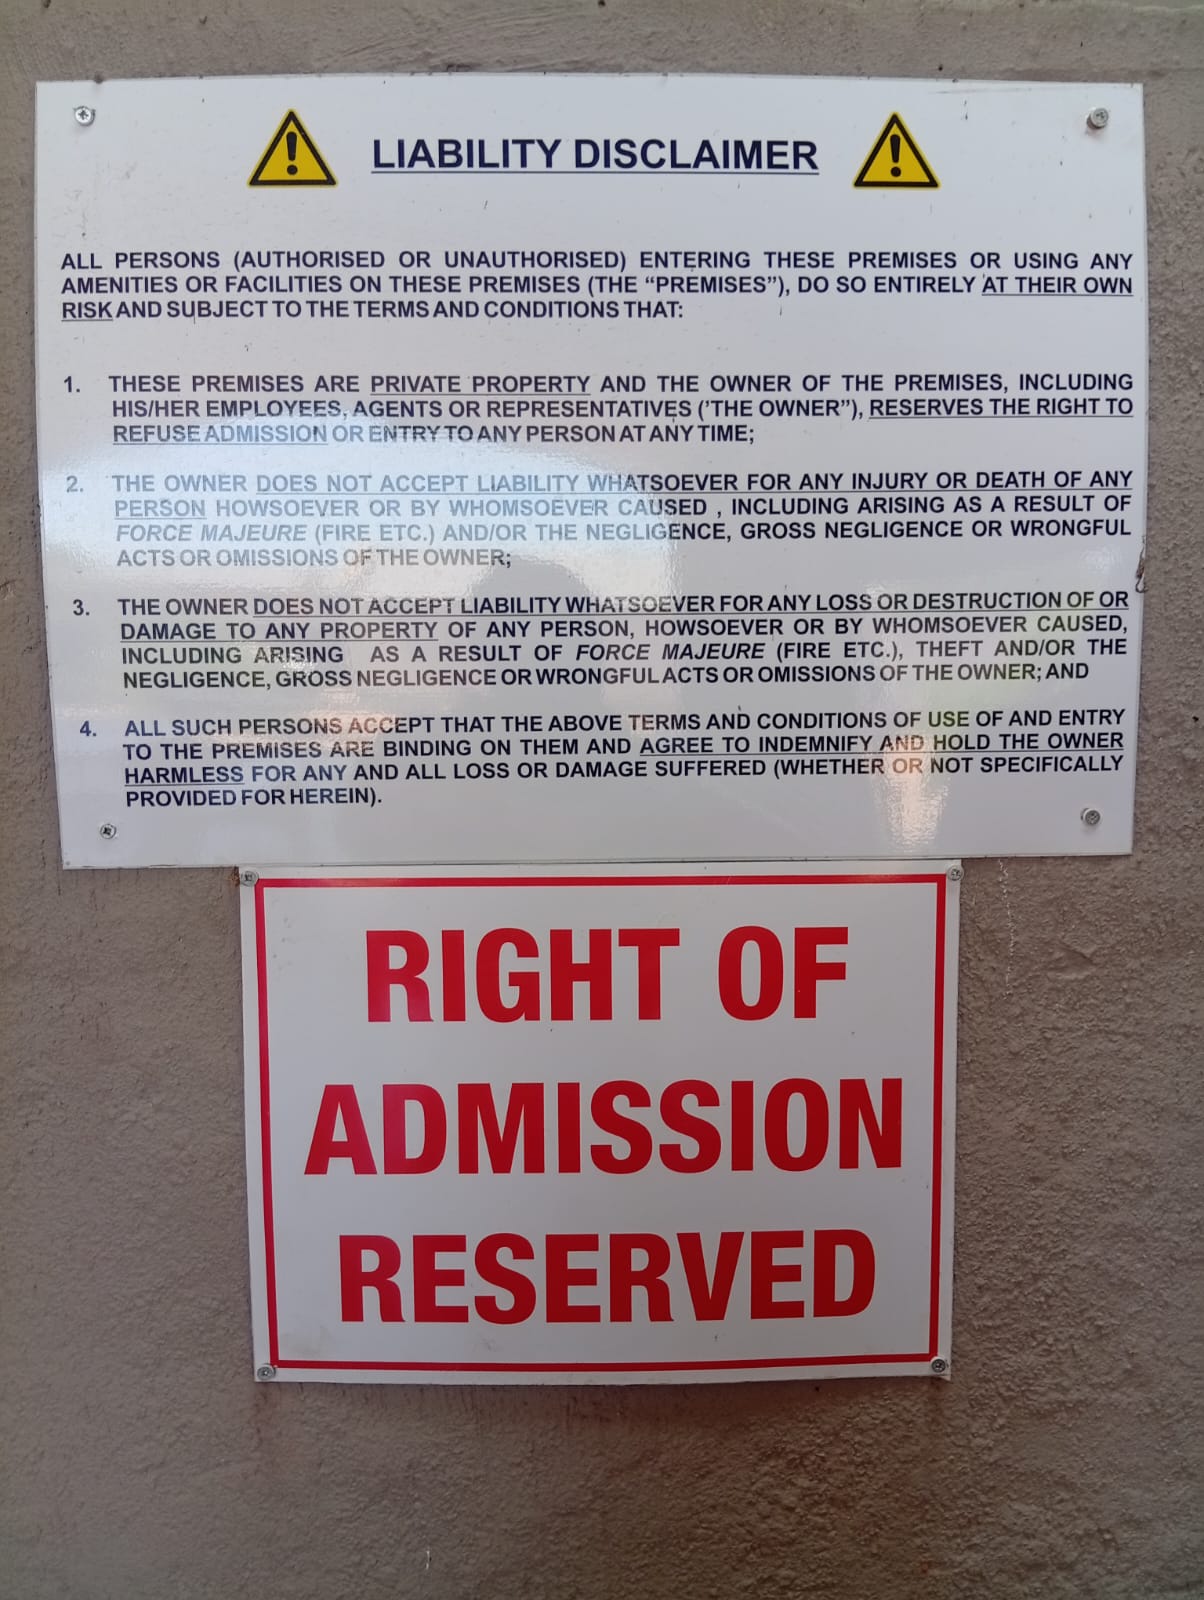 LIABILITY DISCLAIMER
ALL PERSONS (AUTHORISED OR UNAUTHORISED) ENTERING THESE PREMISES OR USING ANY
AMENITIES OR FACILITIES ON THESE PREMISES (THE “PREMISES”), DO SO ENTIRELY AT THEIR OWN
RISK AND SUBJECT TO THE TERMS AND CONDITIONS THAT:
1. THESE PREMISES ARE PRIVATE PROPERTY AND THE OWNER OF THE PREMISES, INCLUDING
HIS/HER EMPLOYEES, AGENTS OR REPRESENTATIVES ('THE OWNER”), RESERVES THE RIGHT TO
REFUSE ADMISSION OR ENTRY TO ANY PERSON AT ANY TIME;
2. THE OWNER DOES NOT ACCEPT LIABILITY WHATSOEVER FOR ANY INJURY OR DEATH OF ANY
PERSON HOWSOEVER OR BY WHOMSOEVER CAUSED , INCLUDING ARISING AS A RESULT OF
FORCE MAJEURE (FIRE ETC.) AND/OR THE NEGLIGENCE, GROSS NEGLIGENCE OR WRONGFUL
ACTS OR OMISSIONS OF THE OWNER;
3. THE OWNER DOES NOT ACCEPT LIABILITY WHATSOEVER FOR ANY LOSS OR DESTRUCTION OF OR
DAMAGE TO ANY PROPERTY OF ANY PERSON, HOWSOEVER OR BY WHOMSOEVER CAUSED,
INCLUDING ARISING AS A RESULT OF FORCE MAJEURE (FIRE ETC.), THEFT AND/OR THE
NEGLIGENCE, GROSS NEGLIGENCE OR WRONGFUL ACTS OR OMISSIONS OF THE OWNER; AND
4. ALL SUCH PERSONS ACCEPT THAT THE ABOVE TERMS AND CONDITIONS OF USE OF AND ENTRY
TO THE PREMISES ARE BINDING ON THEM AND AGREE TO INDEMNIFY AND HOLD THE OWNER
HARMLESS FOR ANY AND ALL LOSS OR DAMAGE SUFFERED (WHETHER OR NOT SPECIFICALLY
PROVIDED FOR HEREIN).
RIGHT OF
ADMISSION
RESERVED